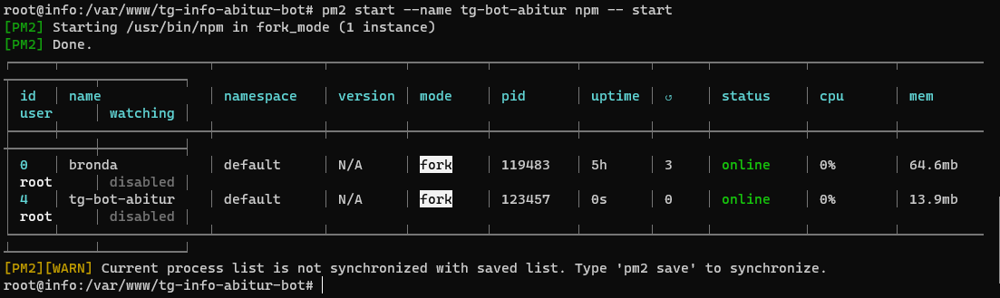 root@info:/var/www/tg-info-abitur-bot# pm2 start --name tg-bot-abitur npm -- start
[PM2] Starting /usr/bin/npm in fork_mode (1 instance)
[PM2] Done.
id │ name │ namespace │ version │ mode │ pid │ uptime │ ↺ │ status │ cpu │ mem
user │ watching │
0 │ bronda │ default │ N/A │ fork │ 119483 │ 5h │ 3 │ online │ 0% │ 64.6mb
root │ disabled │
4 │ tg-bot-abitur │ default │ N/A │ fork │ 123457 │ 0s │ 0 │ online │ 0% │ 13.9mb
root │ disabled │
[PM2][WARN] Current process list is not synchronized with saved list. Type 'pm2 save' to synchronize.
root@info:/var/www/tg-info-abitur-bot#